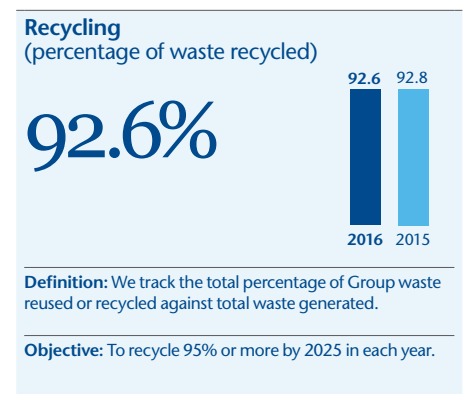 Recycling
(percentage of waste recycled)
92.6%
92.6 92.8
2016 2015
Definition: We track the total percentage of Group waste
reused or recycled against total waste generated.
Objective: To recycle 95% or more by 2025 in each year.